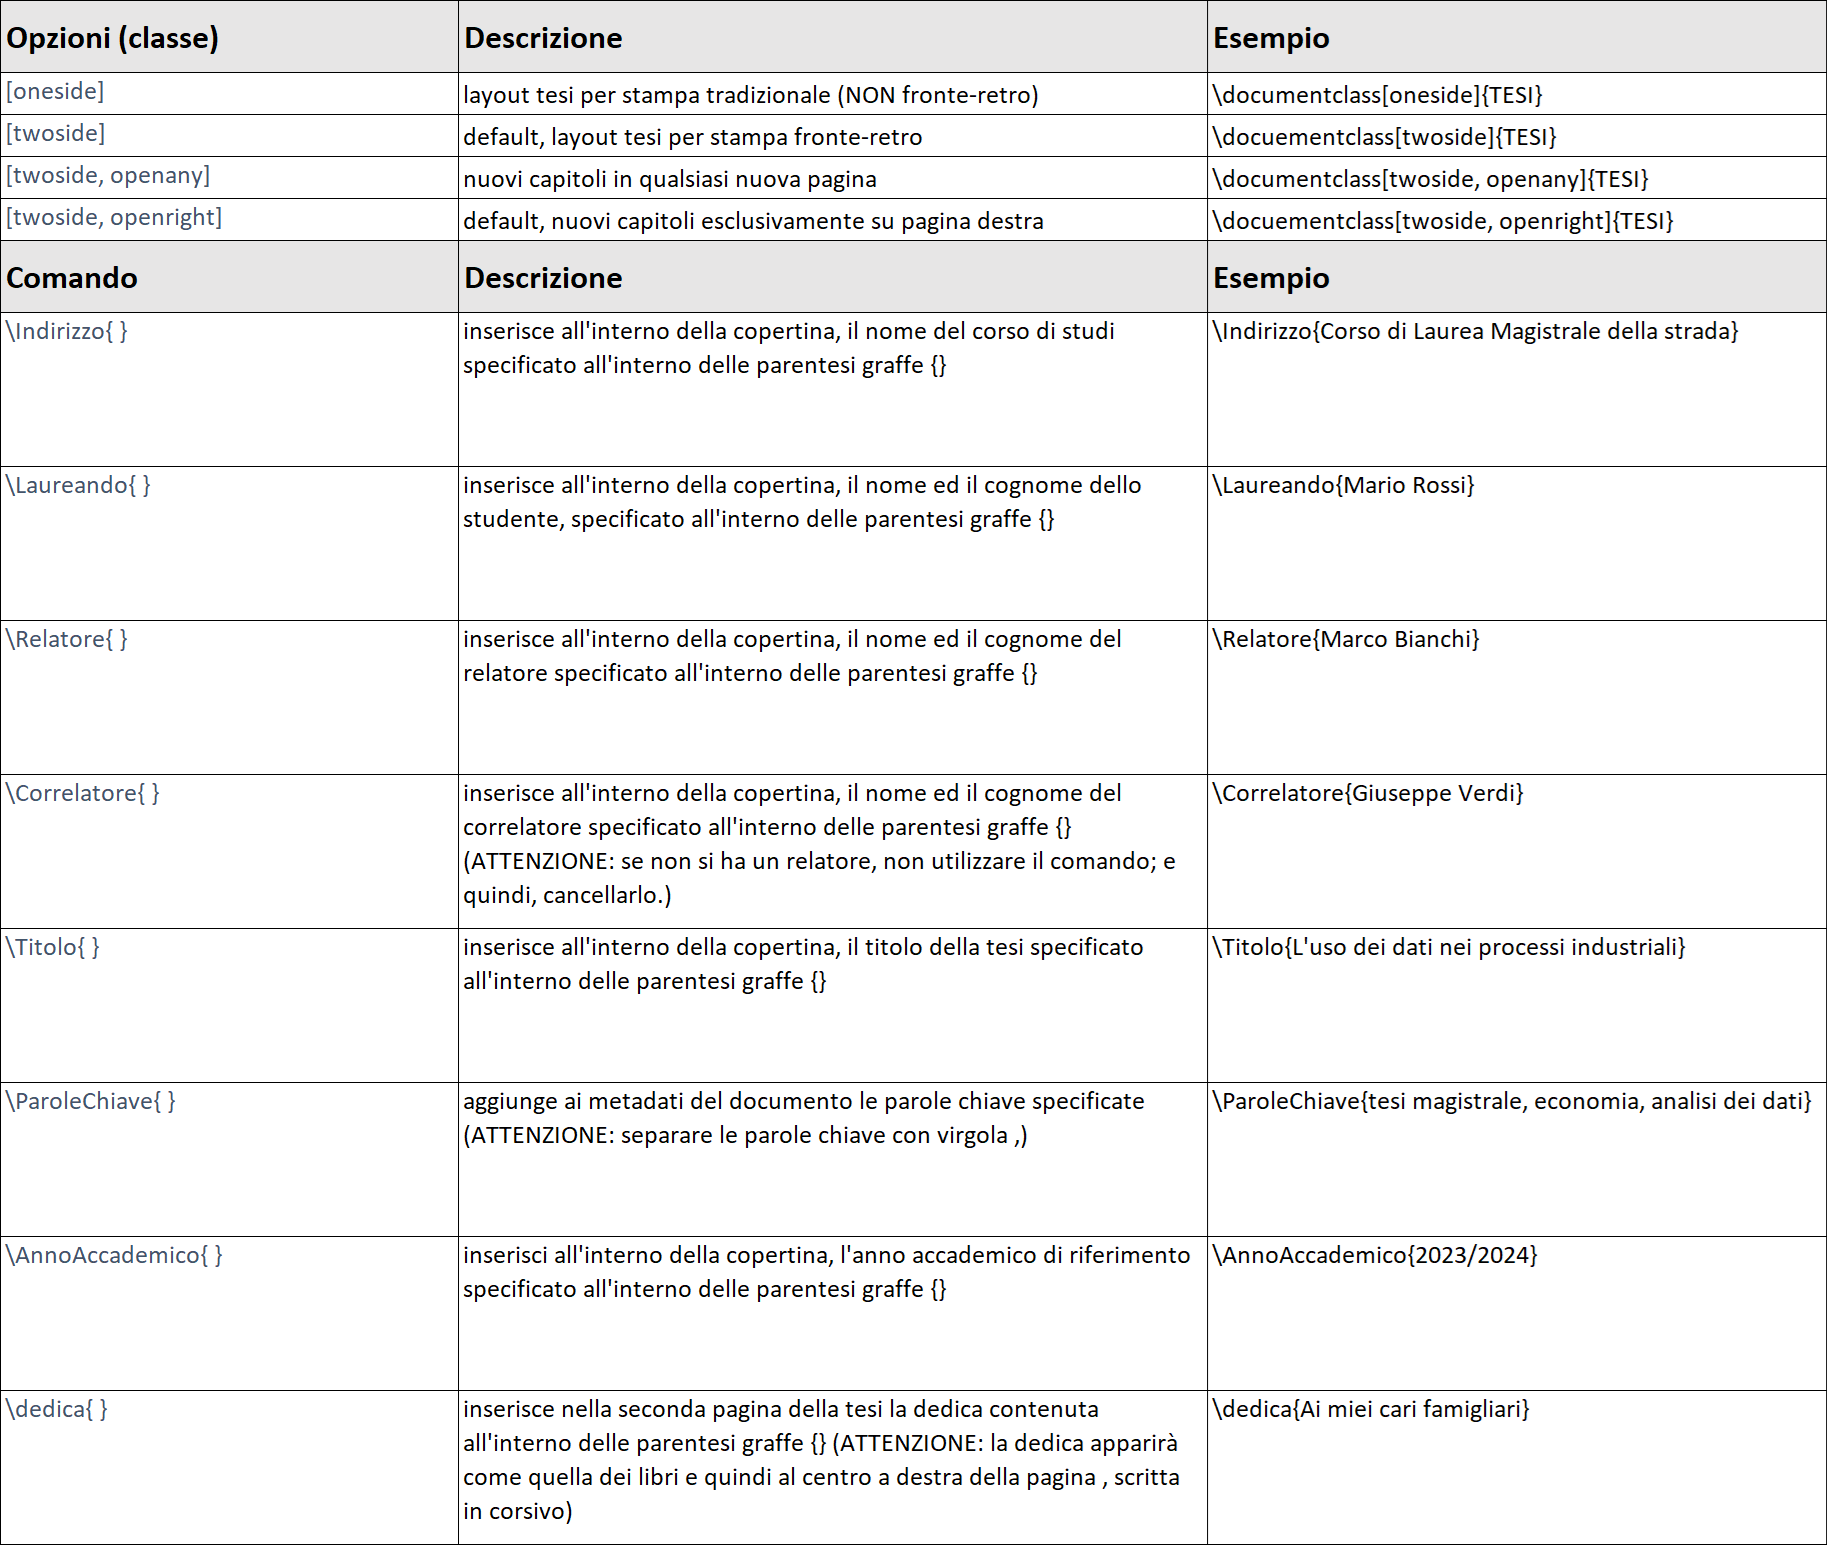 Opzioni (classe) Descrizione Esempio
[oneside] layout tesi per stampa tradizionale (NON fronte-retro) \documentclass[oneside]{TESI}
[twoside] default, layout tesi per stampa fronte-retro \docuementclass[twoside]{TESI}
[twoside, openany] nuovi capitoli in qualsiasi nuova pagina \documentclass[twoside, openany]{TESI}
[twoside, openright] default, nuovi capitoli esclusivamente su pagina destra \docuementclass[twoside, openright]{TESI}
Comando Descrizione Esempio
\Indirizzo{ } inserisce all'interno della copertina, il nome del corso di studi \Indirizzo{Corso di Laurea Magistrale della strada}
specificato all'interno delle parentesi graffe {}
\Laureando{ } inserisce all'interno della copertina, il nome ed il cognome dello \Laureando{Mario Rossi}
studente, specificato all'interno delle parentesi graffe {}
\Relatore{ } inserisce all'interno della copertina, il nome ed il cognome del \Relatore{Marco Bianchi}
relatore specificato all'interno delle parentesi graffe {}
\Correlatore{ } inserisce all'interno della copertina, il nome ed il cognome del \Correlatore{Giuseppe Verdi}
correlatore specificato all'interno delle parentesi graffe {}
(ATTENZIONE: se non si ha un relatore, non utilizzare il comando; e
quindi, cancellarlo.)
\Titolo{ } inserisce all'interno della copertina, il titolo della tesi specificato \Titolo{L'uso dei dati nei processi industriali}
all'interno delle parentesi graffe {}
\ParoleChiave{ } aggiunge ai metadati del documento le parole chiave specificate \ParoleChiave{tesi magistrale, economia, analisi dei dati}
(ATTENZIONE: separare le parole chiave con virgola ,)
\AnnoAccademico{ } inserisci all'interno della copertina, l'anno accademico di riferimento \AnnoAccademico{2023/2024}
specificato all'interno delle parentesi graffe {}
\dedica{ } inserisce nella seconda pagina della tesi la dedica contenuta \dedica{Ai miei cari famigliari}
all'interno delle parentesi graffe {} (ATTENZIONE: la dedica apparirà
come quella dei libri e quindi al centro a destra della pagina , scritta
in corsivo)